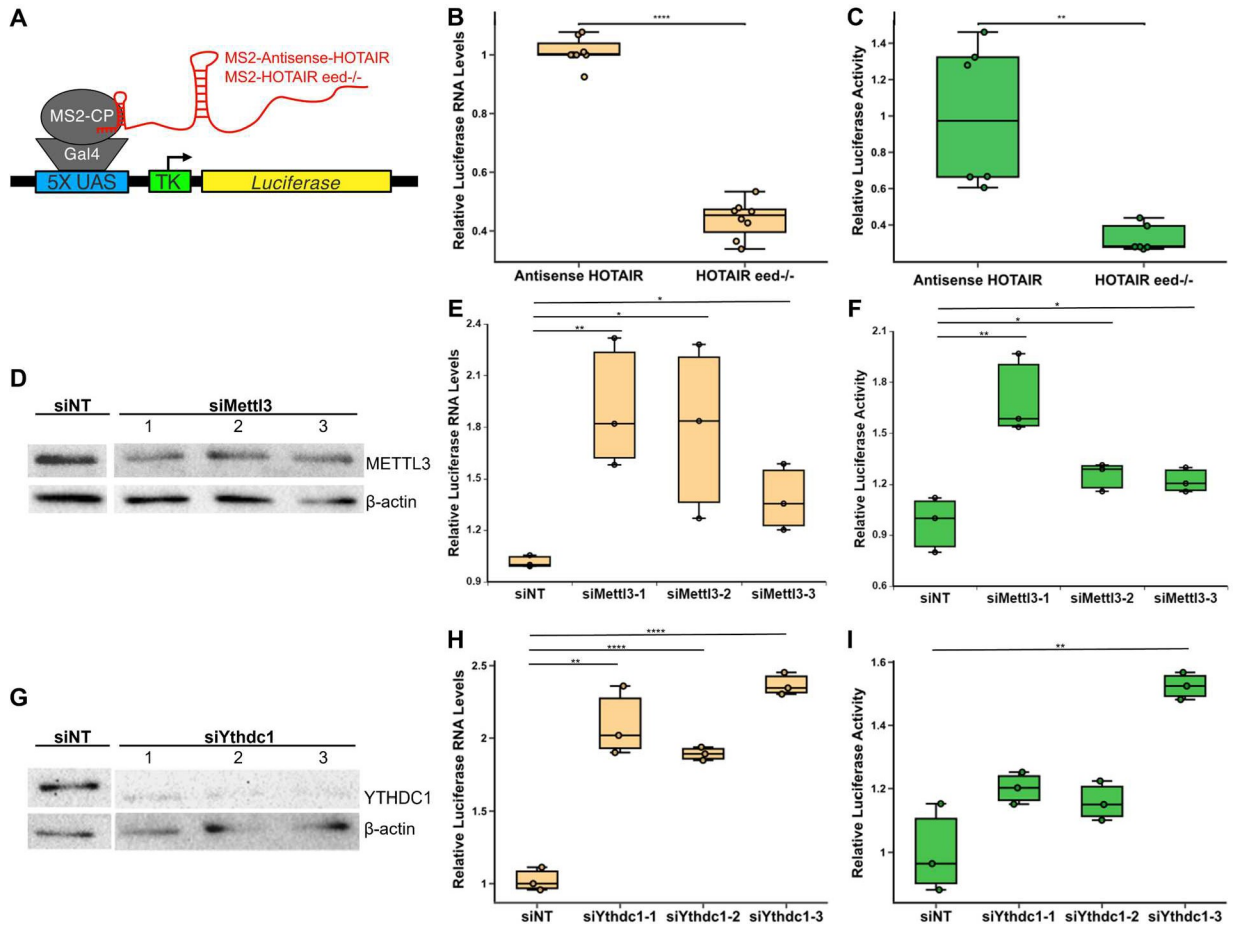 A
MS2-Antisense-HOTAIR
MS2-HOTAIR eed-/-
MS2-CP
Gal4
5X UAS
TK
Luciferase
B
****
Relative Luciferase RNA Levels
1
0.8
0.6
0.4
Antisense HOTAIR
HOTAIR eed-/-
C
**
Relative Luciferase Activity
1.4
1.2
1
0.8
0.6
0.4
Antisense HOTAIR
HOTAIR eed-/-
D
siNT
siMettl3
1 2 3
METTL3
β-actin
E
*
*
**
Relative Luciferase RNA Levels
2.4
2.1
1.8
1.5
1.2
0.9
siNT
siMettl3-1
siMettl3-2
siMettl3-3
F
*
*
**
Relative Luciferase Activity
2.1
1.8
1.5
1.2
0.9
0.6
siNT
siMettl3-1
siMettl3-2
siMettl3-3
G
siNT
siYthdc1
1 2 3
YTHDC1
β-actin
H
****
****
**
Relative Luciferase RNA Levels
2.5
2
1.5
1
siNT
siYthdc1-1
siYthdc1-2
siYthdc1-3
I
**
Relative Luciferase Activity
1.6
1.4
1.2
1
siNT
siYthdc1-1
siYthdc1-2
siYthdc1-3